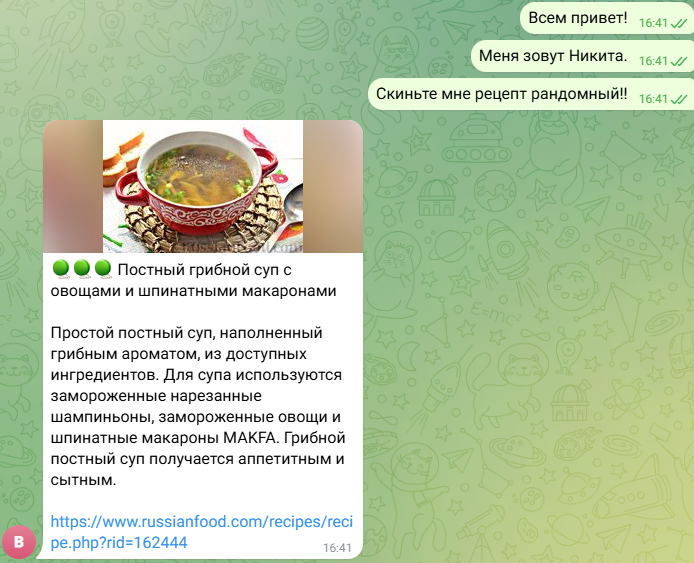 Всем привет! 16:41
Меня зовут Никита. 16:41
Скиньте мне рецепт рандомный!! 16:41
Постный грибной суп с
овощами и шпинатными макаронами
Простой постный суп, наполненный
грибным ароматом, из доступных
ингредиентов. Для супа используются
замороженные нарезанные
шампиньоны, замороженные овощи и
шпинатные макароны MAKFA. Грибной
постный суп получается аппетитным и
сытным.
https://www.russianfood.com/recipes/reci
pe.php?rid=162444
16:41
В